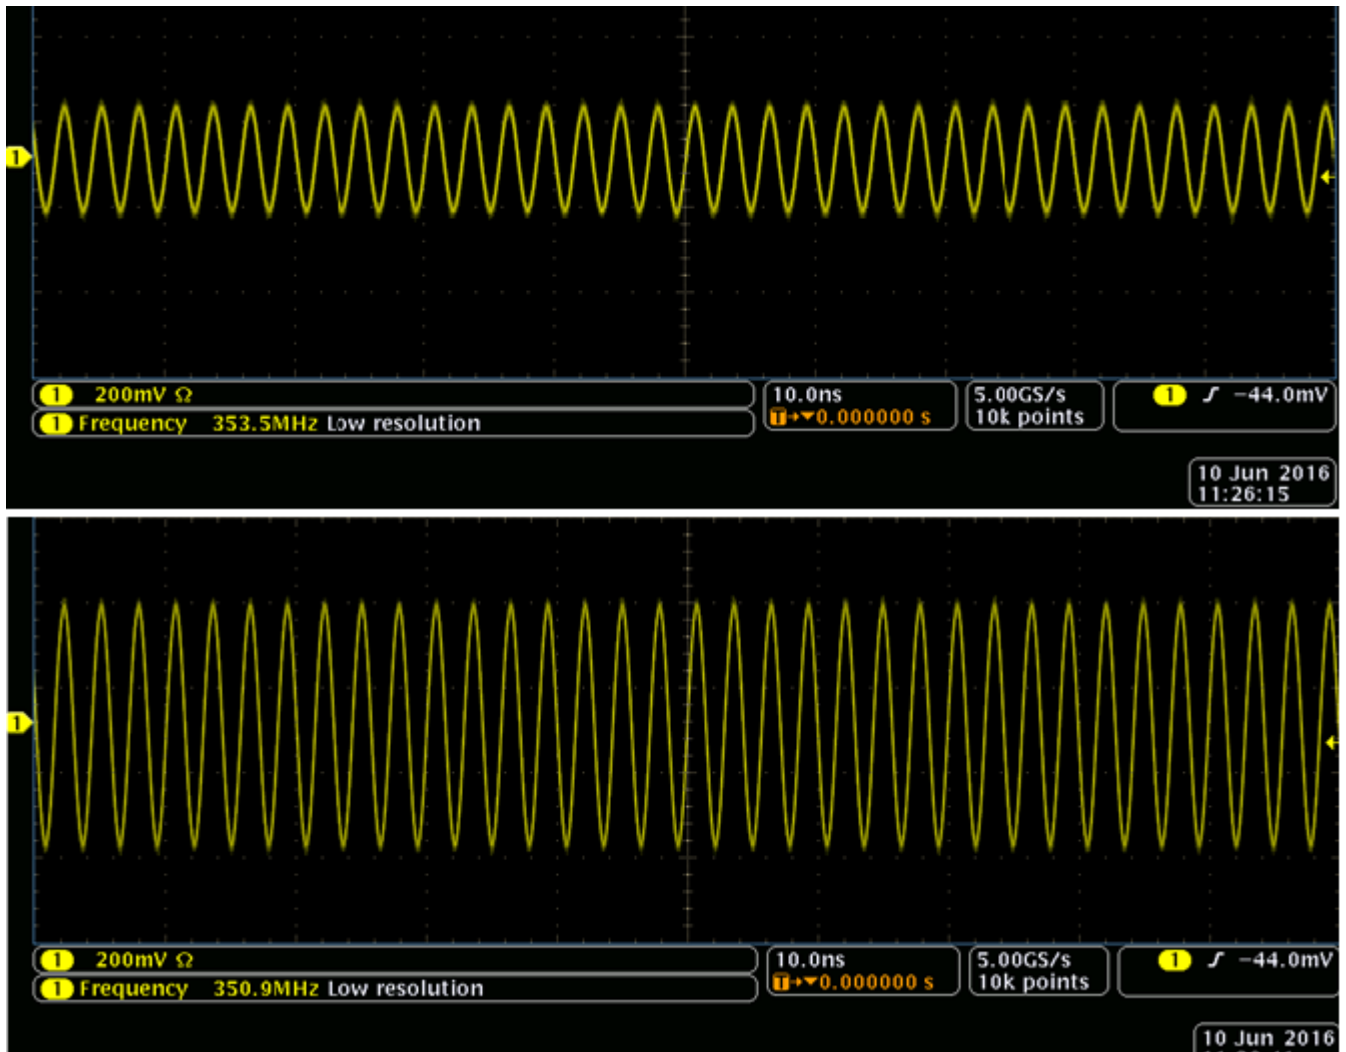 1
1 200mV Ω
1 Frequency 353.5MHz Low resolution
10.0ns
T→▼0.000000 s
5.00GS/s
10k points
1 ∫ −44.0mV
10 Jun 2016
11:26:15
1
1 200mV Ω
1 Frequency 350.9MHz Low resolution
10.0ns
T→▼0.000000 s
5.00GS/s
10k points
1 ∫ −44.0mV
10 Jun 2016